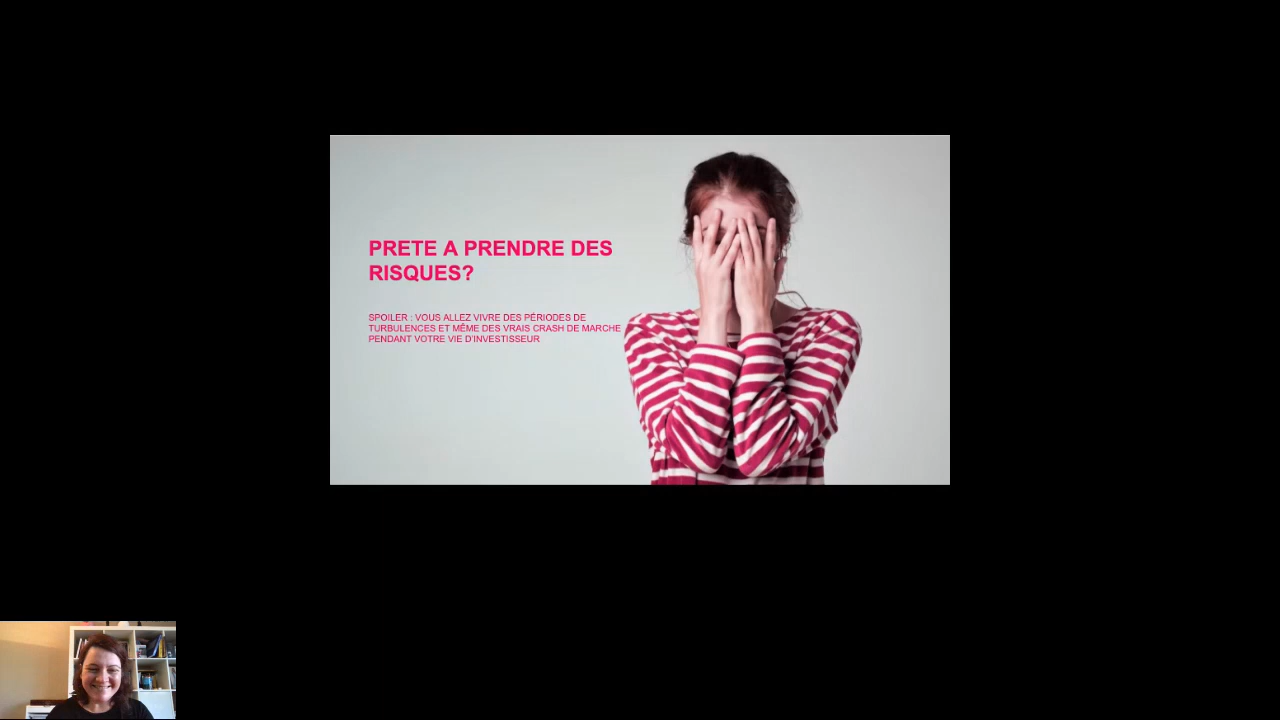 PRETE A PRENDRE DES
RISQUES?
SPOILER : VOUS ALLEZ VIVRE DES PÉRIODES DE
TURBULENCES ET MÊME DES VRAIS CRASH DE MARCHE
PENDANT VOTRE VIE D'INVESTISSEUR